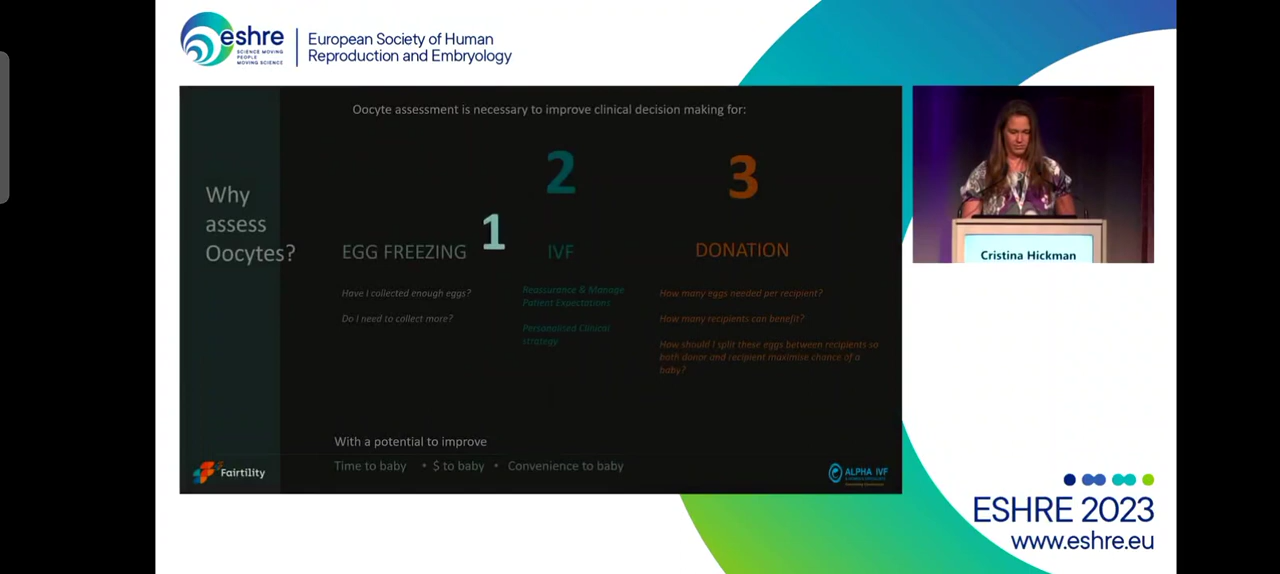 eshre
SCIENCE MOVING
PEOPLE
MOVING SCIENCE
European Society of Human
Reproduction and Embryology
Oocyte assessment is necessary to improve clinical decision making for:
Why
assess
Oocytes?
1
EGG FREEZING
Have I collected enough eggs?
Do I need to collect more?
2
IVF
Reassurance & Manage
Patient Expectations
Personalised Clinical
strategy
3
DONATION
How many eggs needed per recipient?
How many recipients can benefit?
How should I split these eggs between recipients so
both donor and recipient maximise chance of a
baby?
With a potential to improve
Time to baby • $ to baby • Convenience to baby
Fairtility
ALPHA IVF
Cristina Hickman
ESHRE 2023
www.eshre.eu